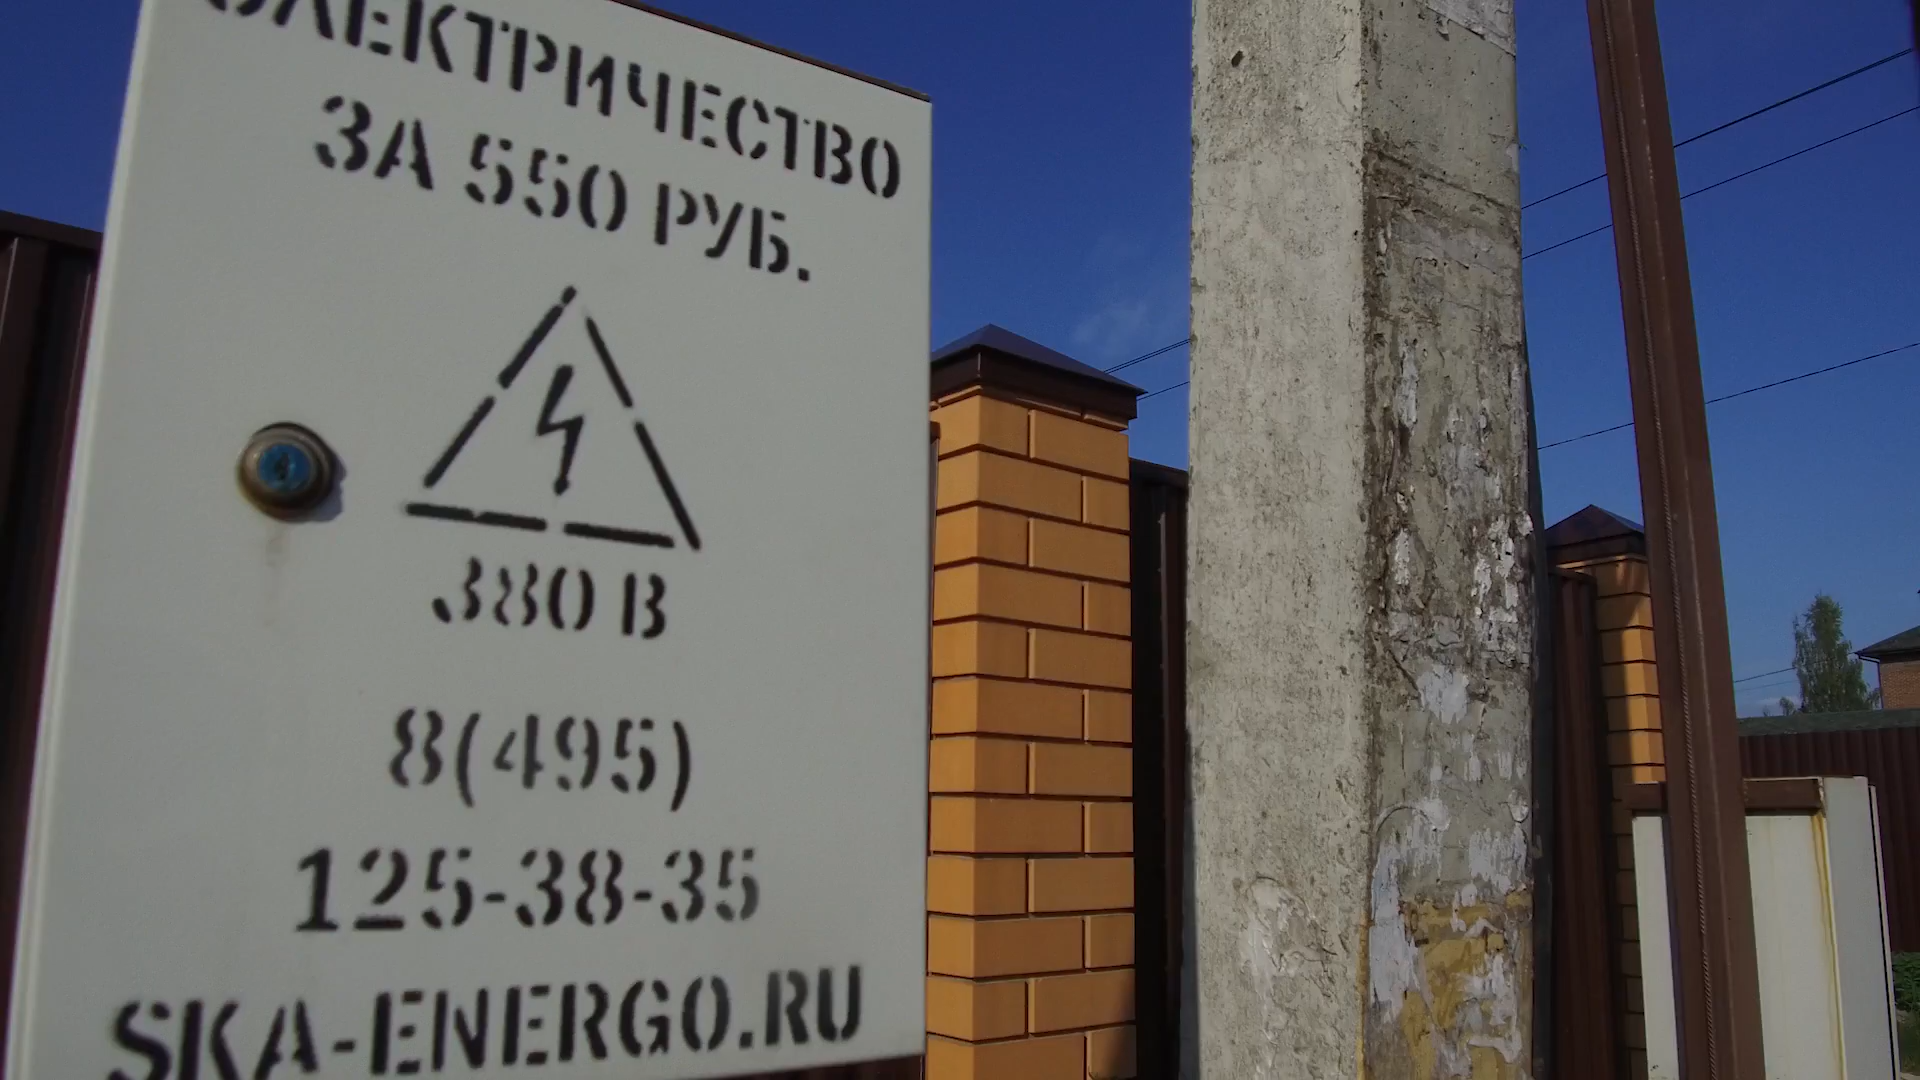 ЭЛЕКТРИЧЕСТВО
ЗА 550 РУБ.
380 В
8(495)
125-38-35
SKA-ENERGO.RU